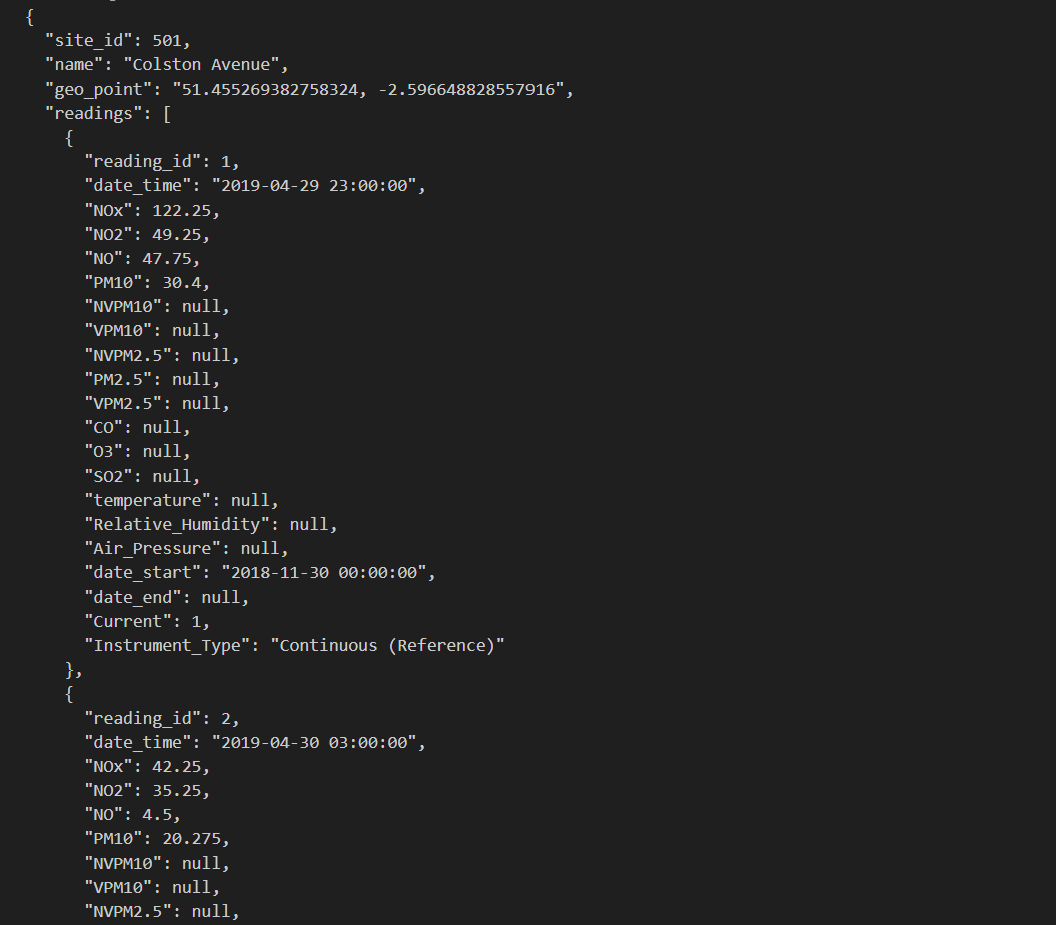 {
"site_id": 501,
"name": "Colston Avenue",
"geo_point": "51.455269382758324, -2.596648828557916",
"readings": [
{
"reading_id": 1,
"date_time": "2019-04-29 23:00:00",
"NOx": 122.25,
"NO2": 49.25,
"NO": 47.75,
"PM10": 30.4,
"NVPM10": null,
"VPM10": null,
"NVPM2.5": null,
"PM2.5": null,
"VPM2.5": null,
"CO": null,
"O3": null,
"SO2": null,
"temperature": null,
"Relative_Humidity": null,
"Air_Pressure": null,
"date_start": "2018-11-30 00:00:00",
"date_end": null,
"Current": 1,
"Instrument_Type": "Continuous (Reference)"
},
{
"reading_id": 2,
"date_time": "2019-04-30 03:00:00",
"NOx": 42.25,
"NO2": 35.25,
"NO": 4.5,
"PM10": 20.275,
"NVPM10": null,
"VPM10": null,
"NVPM2.5": null,